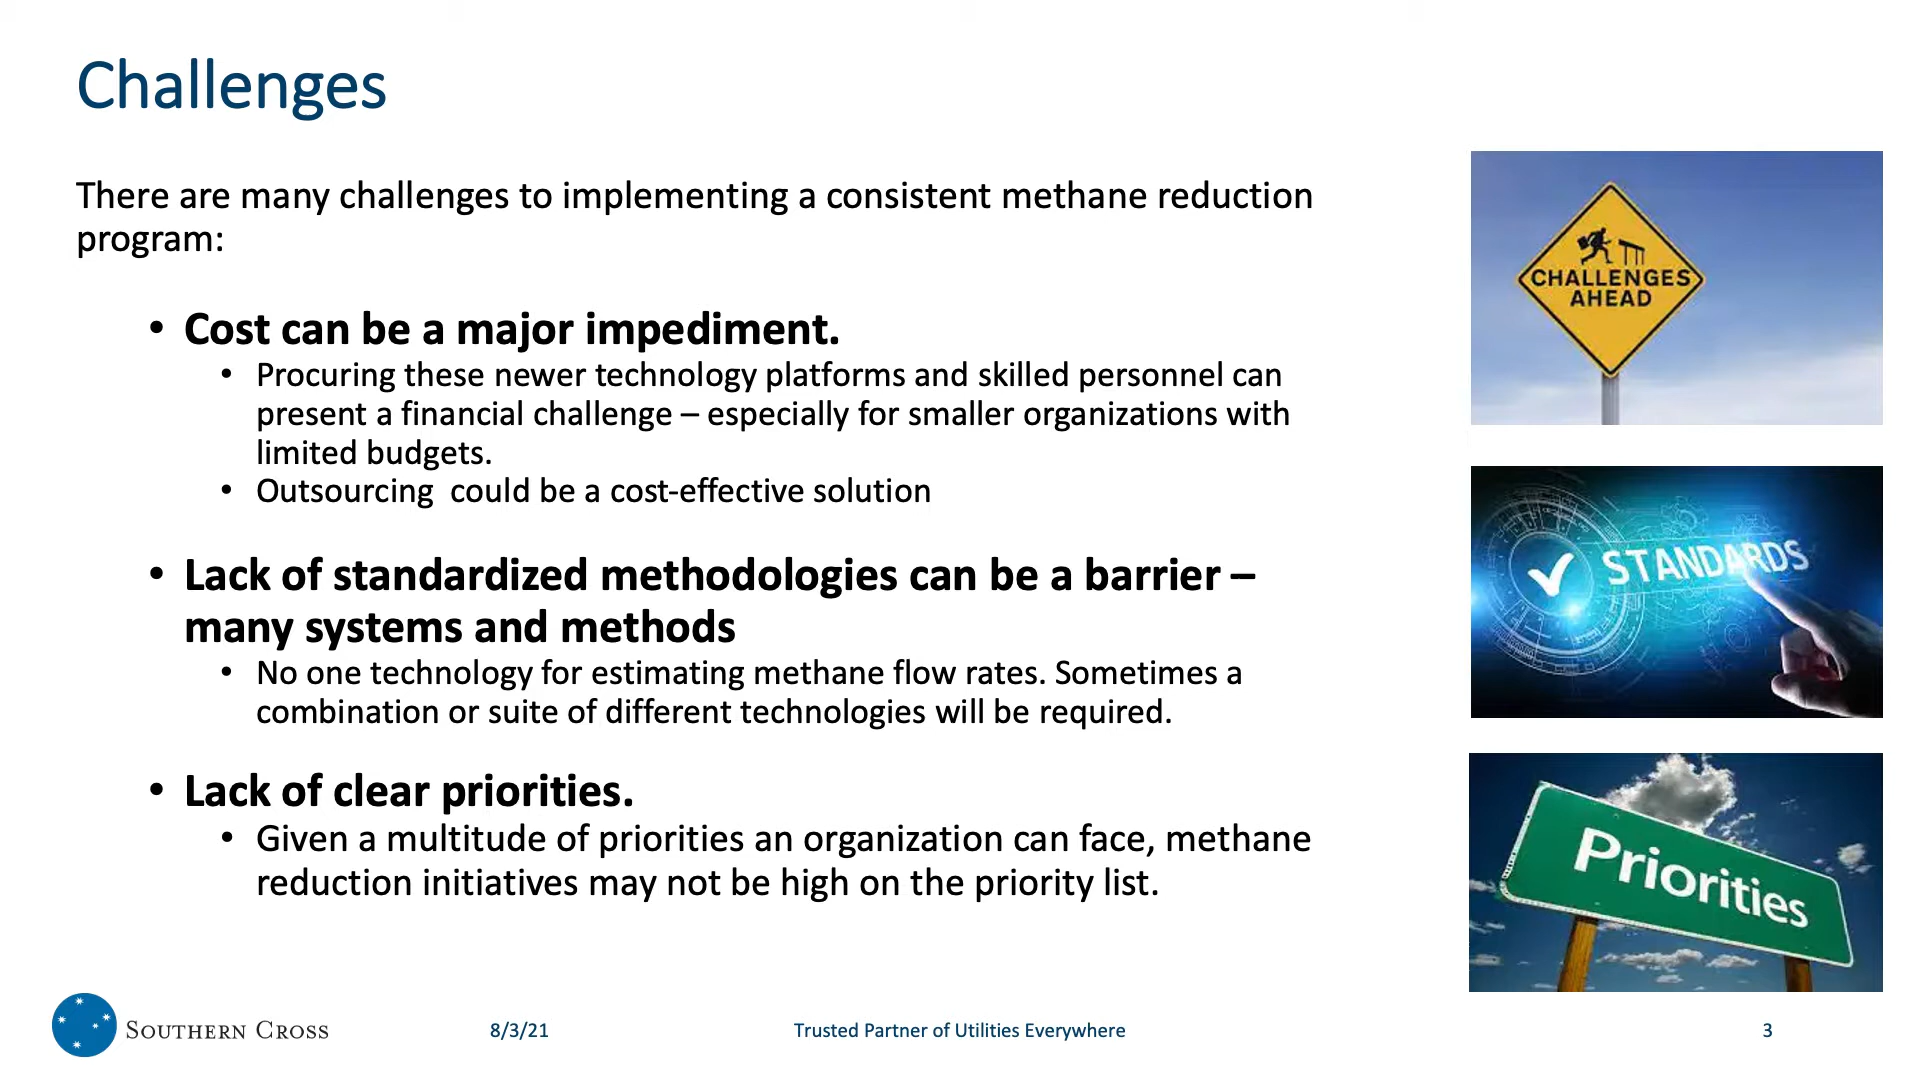 Challenges
There are many challenges to implementing a consistent methane reduction
program:
• Cost can be a major impediment.
• Procuring these newer technology platforms and skilled personnel can
present a financial challenge – especially for smaller organizations with
limited budgets.
• Outsourcing  could be a cost-effective solution
• Lack of standardized methodologies can be a barrier –
many systems and methods
• No one technology for estimating methane flow rates. Sometimes a
combination or suite of different technologies will be required.
• Lack of clear priorities.
• Given a multitude of priorities an organization can face, methane
reduction initiatives may not be high on the priority list.
CHALLENGES
AHEAD
STANDARDS
Priorities
SOUTHERN CROSS
8/3/21
Trusted Partner of Utilities Everywhere
3